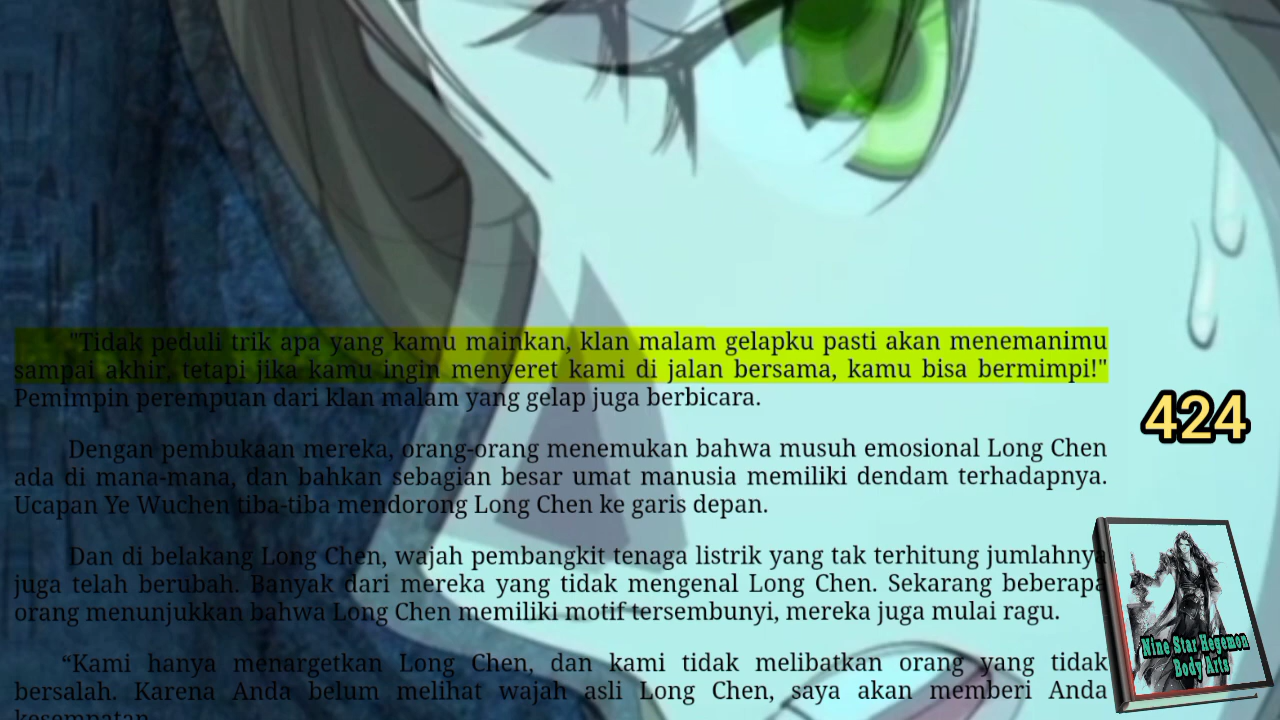 "Tidak peduli trik apa yang kamu mainkan, klan malam gelapku pasti akan menemanimu
sampai akhir, tetapi jika kamu ingin menyeret kami di jalan bersama, kamu bisa bermimpi!"
Pemimpin perempuan dari klan malam yang gelap juga berbicara.
Dengan pembukaan mereka, orang-orang menemukan bahwa musuh emosional Long Chen
ada di mana-mana, dan bahkan sebagian besar umat manusia memiliki dendam terhadapnya.
Ucapan Ye Wuchen tiba-tiba mendorong Long Chen ke garis depan.
Dan di belakang Long Chen, wajah pembangkit tenaga listrik yang tak terhitung jumlahnya
juga telah berubah. Banyak dari mereka yang tidak mengenal Long Chen. Sekarang beberapa
orang menunjukkan bahwa Long Chen memiliki motif tersembunyi, mereka juga mulai ragu.
“Kami hanya menargetkan Long Chen, dan kami tidak melibatkan orang yang tidak
bersalah. Karena Anda belum melihat wajah asli Long Chen, saya akan memberi Anda
kesempatan
424
Nine Star Hegemon
Body Arts